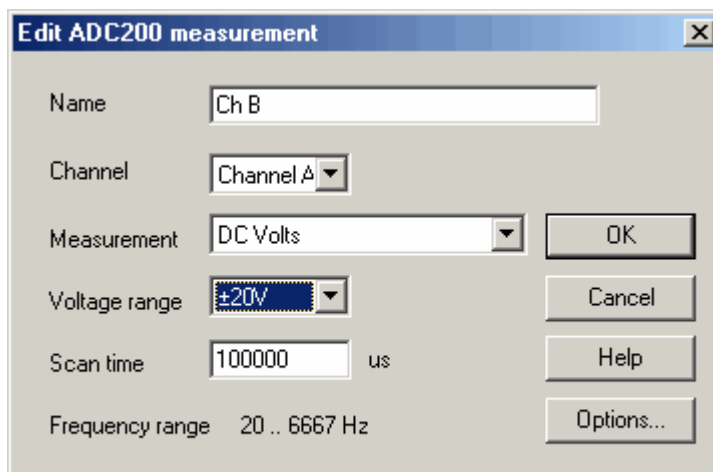 Edit ADC200 measurement
Name Ch B
Channel Channel A
Measurement DC Volts OK
Voltage range ±20V Cancel
Scan time 100000 us Help
Frequency range 20 .. 6667 Hz Options...